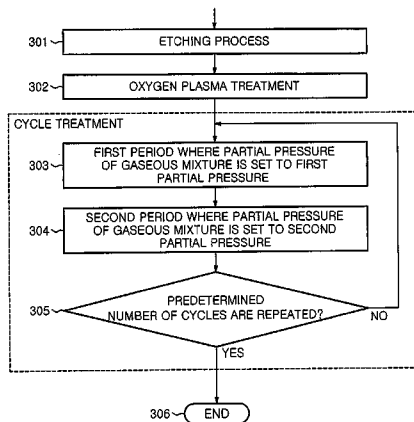 301
ETCHING PROCESS
302
OXYGEN PLASMA TREATMENT
CYCLE TREATMENT
303
FIRST PERIOD WHERE PARTIAL PRESSURE
OF GASEOUS MIXTURE IS SET TO FIRST
PARTIAL PRESSURE
304
SECOND PERIOD WHERE PARTIAL PRESSURE
OF GASEOUS MIXTURE IS SET TO SECOND
PARTIAL PRESSURE
305
PREDETERMINED
NUMBER OF CYCLES ARE REPEATED?
NO
YES
306
END